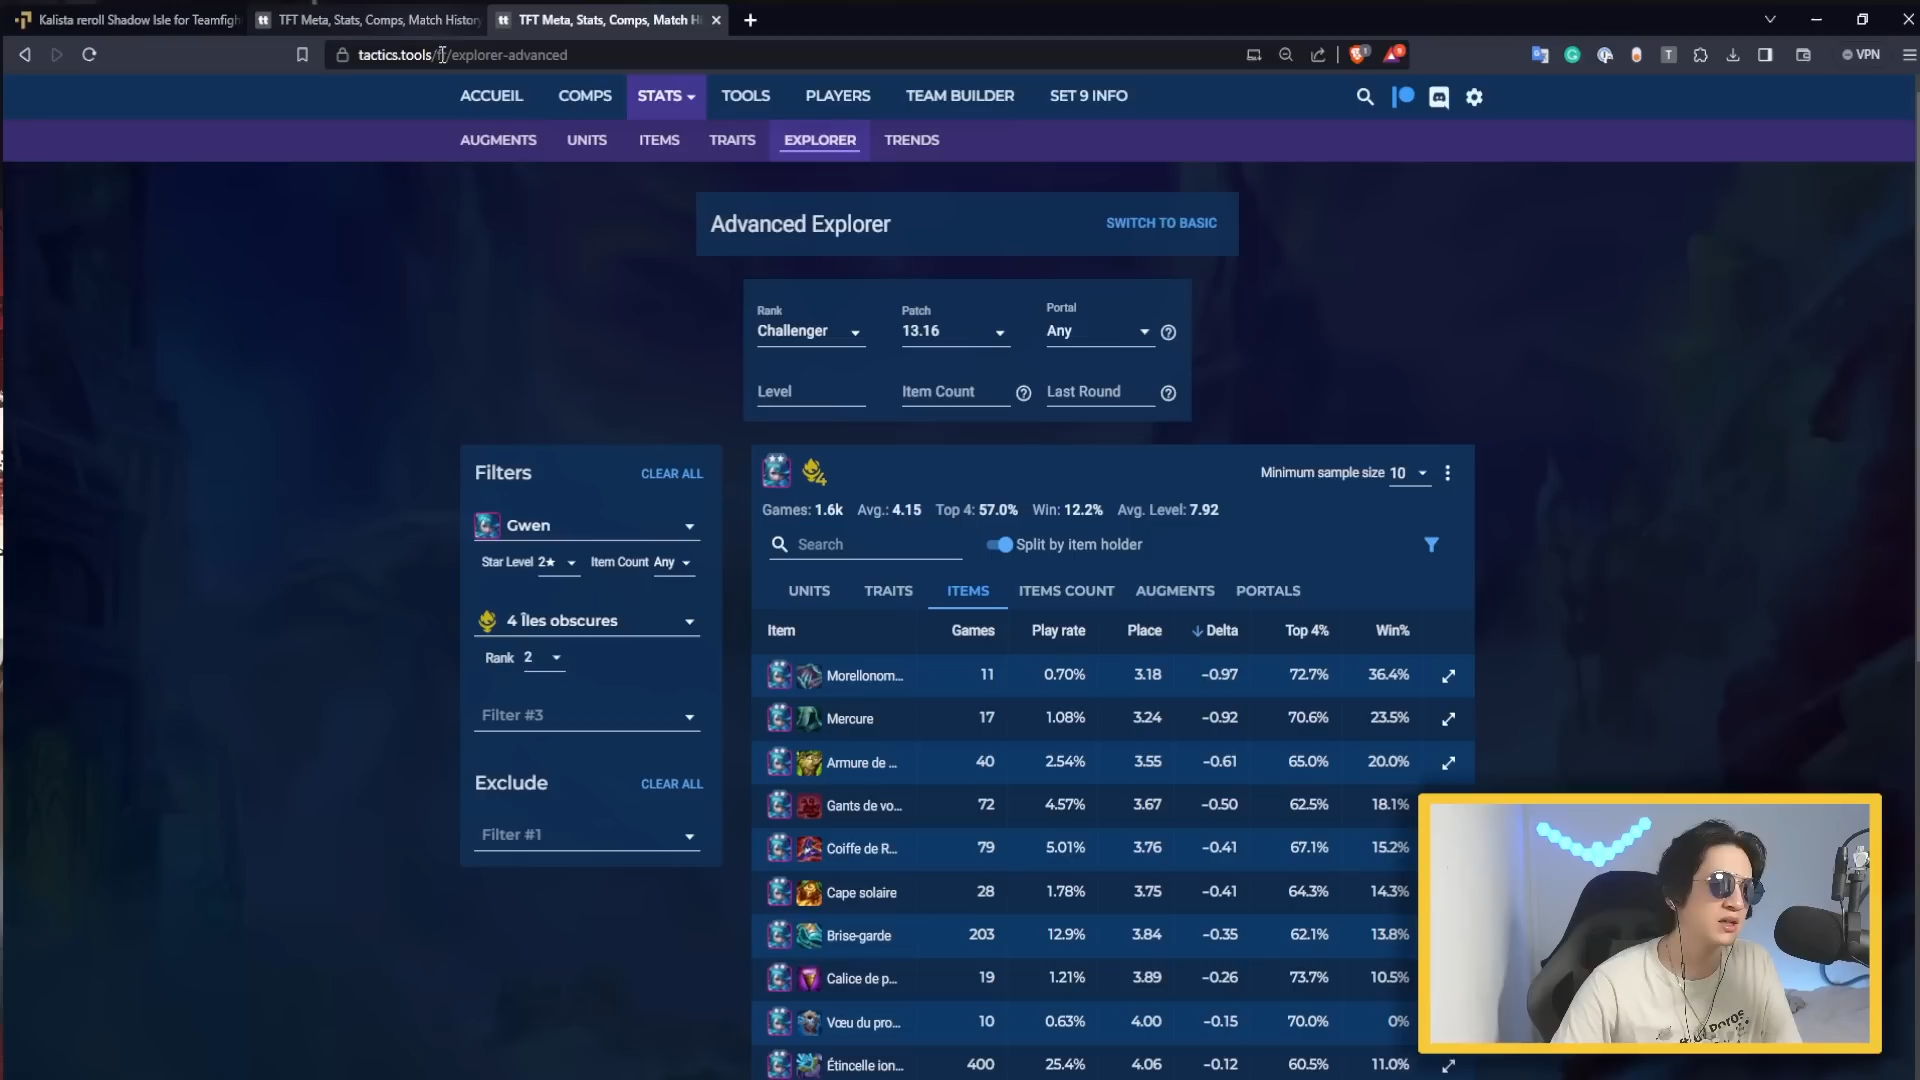 Kalista reroll Shadow Isle for Teamfigh
TFT Meta, Stats, Comps, Match History
TFT Meta, Stats, Comps, Match Hi
tactics.tools/fr/explorer-advanced
VPN
ACCUEIL COMPS STATS TOOLS PLAYERS TEAM BUILDER SET 9 INFO
AUGMENTS UNITS ITEMS TRAITS EXPLORER TRENDS
Advanced Explorer SWITCH TO BASIC
Rank Patch Portal
Challenger 13.16 Any
Level Item Count Last Round
Filters CLEAR ALL
Gwen
Star Level 2★ Item Count Any
4 Îles obscures
Rank 2
Filter #3
Exclude CLEAR ALL
Filter #1
4
Minimum sample size 10
Games: 1.6k Avg.: 4.15 Top 4: 57.0% Win: 12.2% Avg. Level: 7.92
Search Split by item holder
UNITS TRAITS ITEMS ITEMS COUNT AUGMENTS PORTALS
Item Games Play rate Place Delta Top 4% Win%
Morellonom... 11 0.70% 3.18 −0.97 72.7% 36.4%
Mercure 17 1.08% 3.24 −0.92 70.6% 23.5%
Armure de ... 40 2.54% 3.55 −0.61 65.0% 20.0%
Gants de vo... 72 4.57% 3.67 −0.50 62.5% 18.1%
Coiffe de R... 79 5.01% 3.76 −0.41 67.1% 15.2%
Cape solaire 28 1.78% 3.75 −0.41 64.3% 14.3%
Brise-garde 203 12.9% 3.84 −0.35 62.1% 13.8%
Calice de p... 19 1.21% 3.89 −0.26 73.7% 10.5%
Vœu du pro... 10 0.63% 4.00 −0.15 70.0% 0%
Étincelle ion... 400 25.4% 4.06 −0.12 60.5% 11.0%